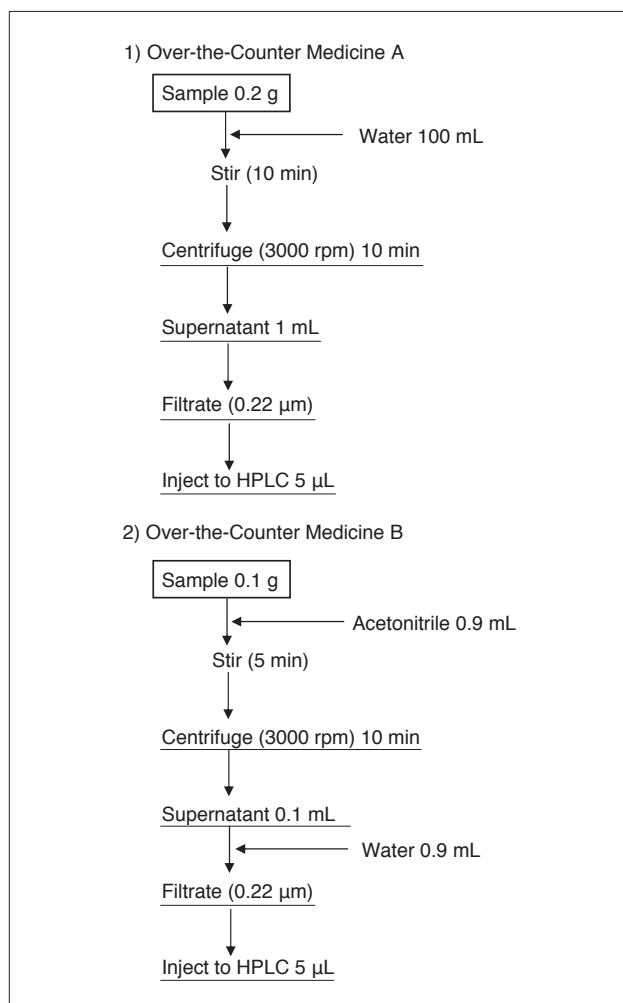 1) Over-the-Counter Medicine A
Sample 0.2 g
Water 100 mL
Stir (10 min)
Centrifuge (3000 rpm) 10 min
Supernatant 1 mL
Filtrate (0.22 µm)
Inject to HPLC 5 µL
2) Over-the-Counter Medicine B
Sample 0.1 g
Acetonitrile 0.9 mL
Stir (5 min)
Centrifuge (3000 rpm) 10 min
Supernatant 0.1 mL
Water 0.9 mL
Filtrate (0.22 µm)
Inject to HPLC 5 µL